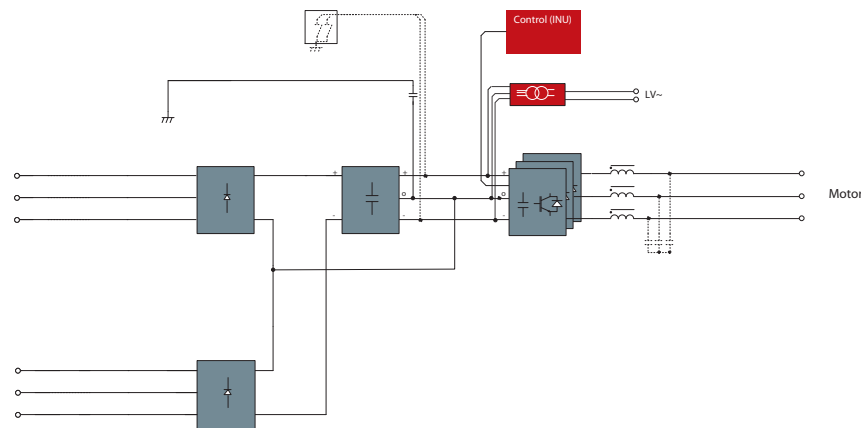 Control (INU)
LV~
+ + +
o o
- - -
Motor